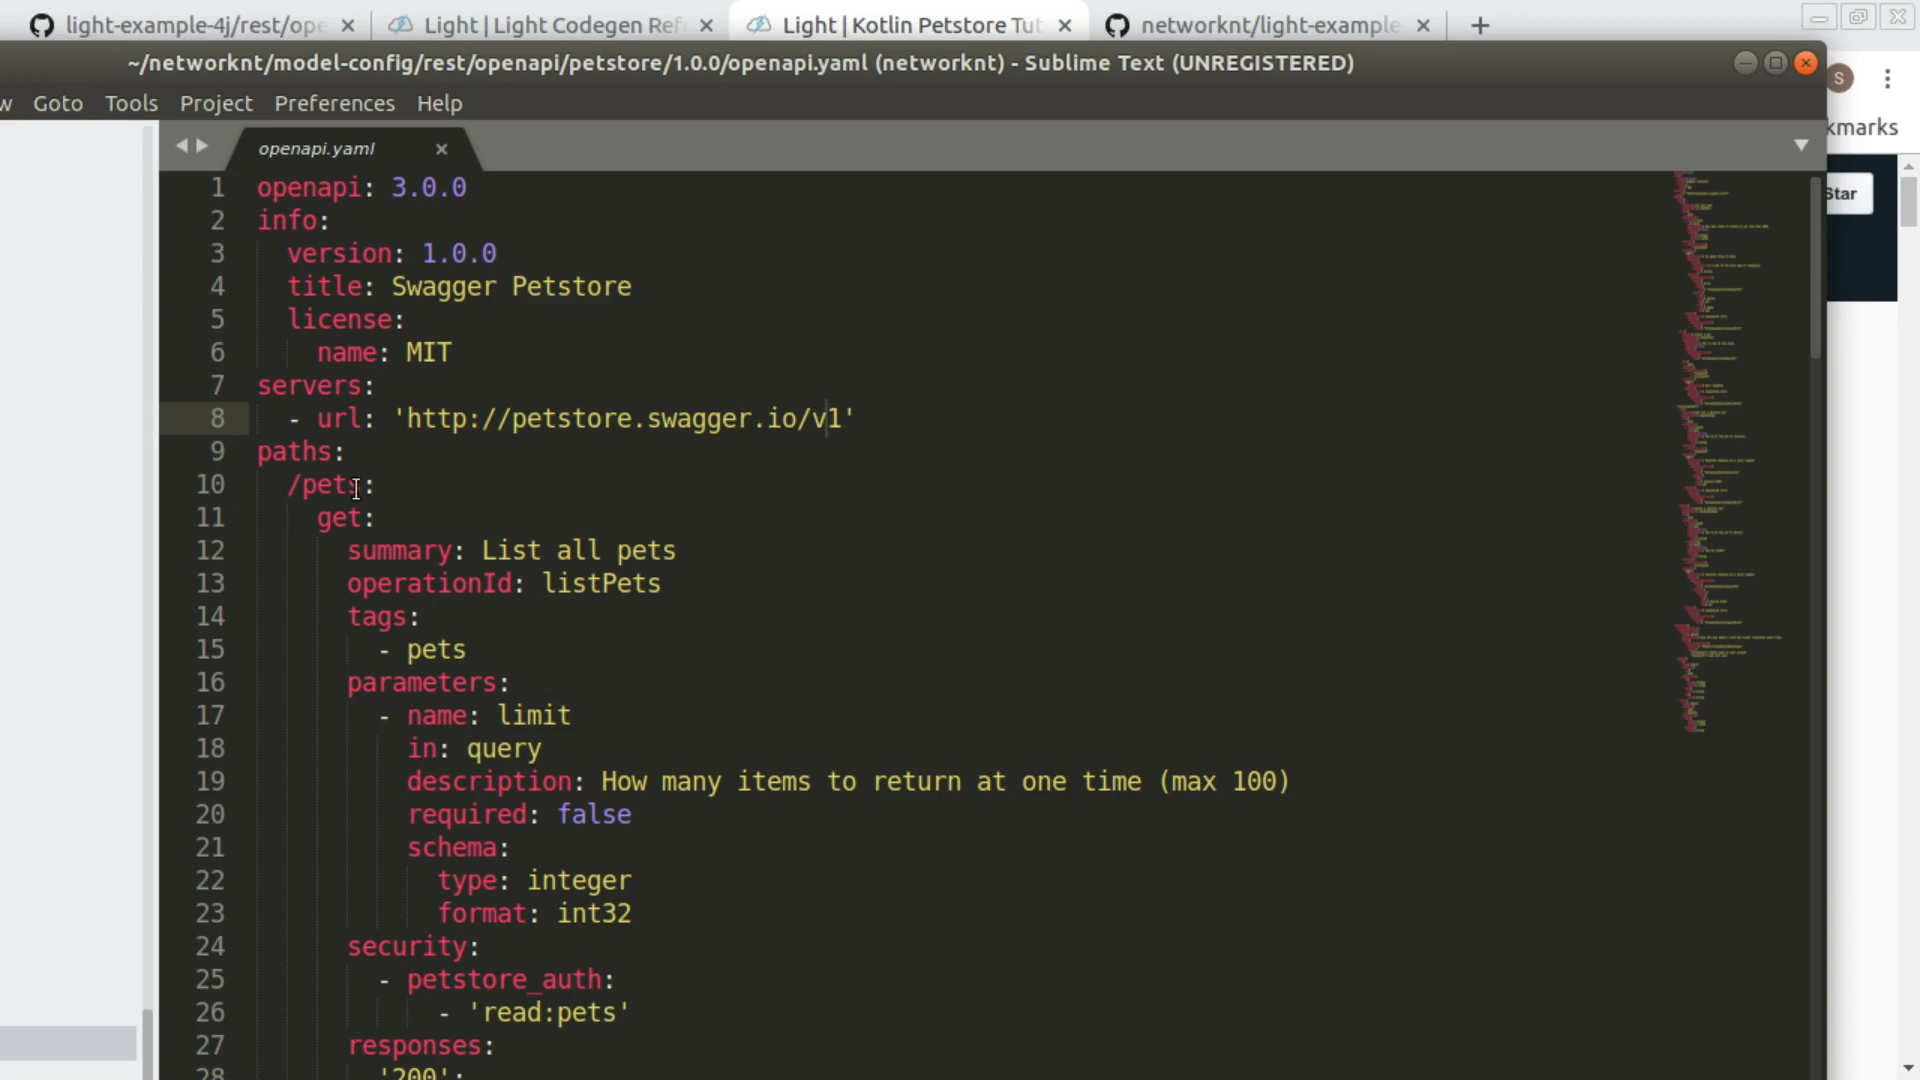 light-example-4j/rest/ope
Light | Light Codegen Ref
Light | Kotlin Petstore Tut
networknt/light-example-
~/networknt/model-config/rest/openapi/petstore/1.0.0/openapi.yaml (networknt) - Sublime Text (UNREGISTERED)
S
w Goto Tools Project Preferences Help
kmarks
openapi.yaml
Star
1 openapi: 3.0.0
2 info:
3 version: 1.0.0
4 title: Swagger Petstore
5 license:
6 name: MIT
7 servers:
8 - url: 'http://petstore.swagger.io/v1'
9 paths:
10 /pets:
11 get:
12 summary: List all pets
13 operationId: listPets
14 tags:
15 - pets
16 parameters:
17 - name: limit
18 in: query
19 description: How many items to return at one time (max 100)
20 required: false
21 schema:
22 type: integer
23 format: int32
24 security:
25 - petstore_auth:
26 - 'read:pets'
27 responses:
28 '200':